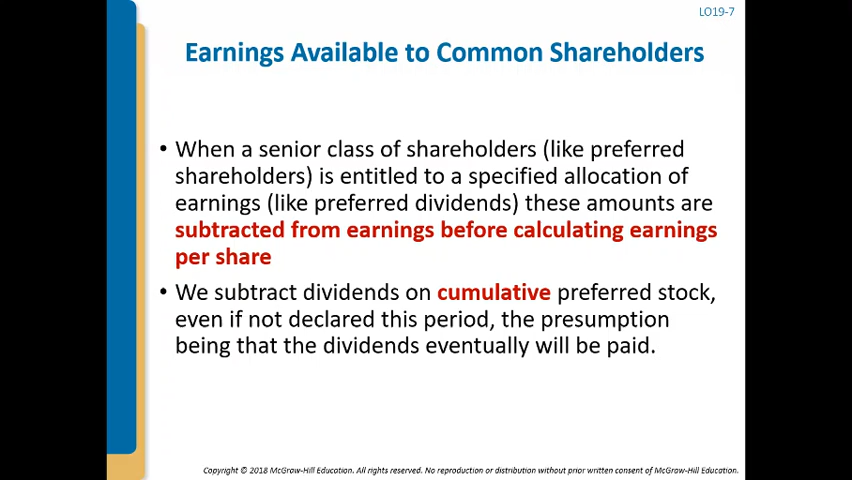 LO19-7
Earnings Available to Common Shareholders
• When a senior class of shareholders (like preferred
shareholders) is entitled to a specified allocation of
earnings (like preferred dividends) these amounts are
subtracted from earnings before calculating earnings
per share
• We subtract dividends on cumulative preferred stock,
even if not declared this period, the presumption
being that the dividends eventually will be paid.
Copyright © 2018 McGraw-Hill Education. All rights reserved. No reproduction or distribution without prior written consent of McGraw-Hill Education.